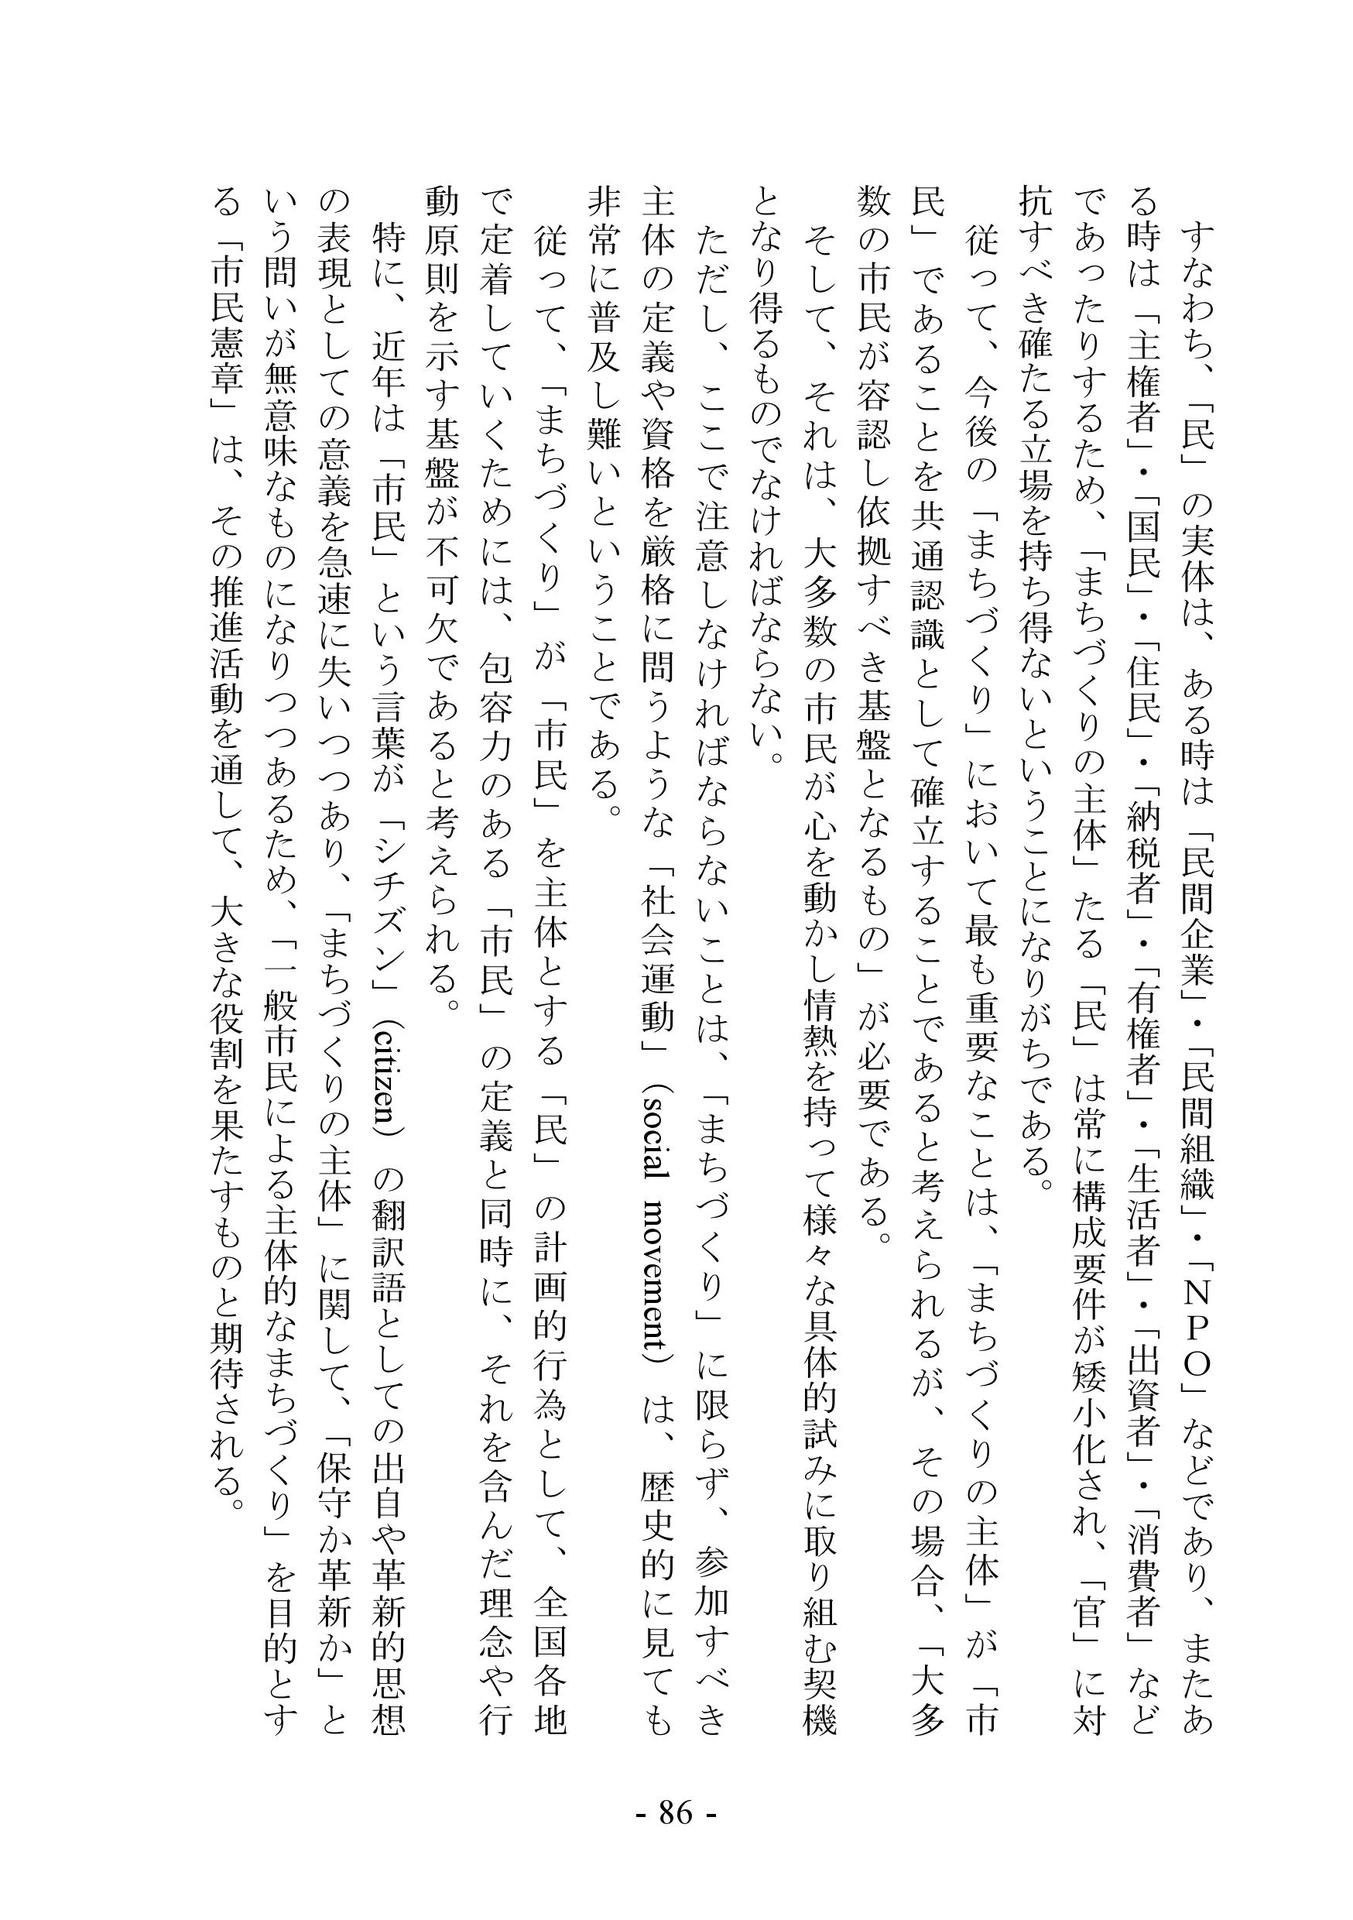 すなわち、「民」の実体は、ある時は「民間企業」・「民間組織」・「ＮＰＯ」などであり、またあ
る時は「主権者」・「国民」・「住民」・「納税者」・「有権者」・「生活者」・「出資者」・「消費者」など
であったりするため、「まちづくりの主体」たる「民」は常に構成要件が矮小化され、「官」に対
抗すべき確たる立場を持ち得ないということになりがちである。
従って、今後の「まちづくり」において最も重要なことは、「まちづくりの主体」が「市
民」であることを共通認識として確立することであると考えられるが、その場合、「大多
数の市民が容認し依拠すべき基盤となるもの」が必要である。
そして、それは、大多数の市民が心を動かし情熱を持って様々な具体的試みに取り組む契機
となり得るものでなければならない。
ただし、ここで注意しなければならないことは、「まちづくり」に限らず、参加すべき
主体の定義や資格を厳格に問うような「社会運動」（social movement）は、歴史的に見ても
非常に普及し難いということである。
従って、「まちづくり」が「市民」を主体とする「民」の計画的行為として、全国各地
で定着していくためには、包容力のある「市民」の定義と同時に、それを含んだ理念や行
動原則を示す基盤が不可欠であると考えられる。
特に、近年は「市民」という言葉が「シチズン」（citizen）の翻訳語としての出自や革新的思想
の表現としての意義を急速に失いつつあり、「まちづくりの主体」に関して、「保守か革新か」と
いう問いが無意味なものになりつつあるため、「一般市民による主体的なまちづくり」を目的とす
る「市民憲章」は、その推進活動を通して、大きな役割を果たすものと期待される。
- 86 -